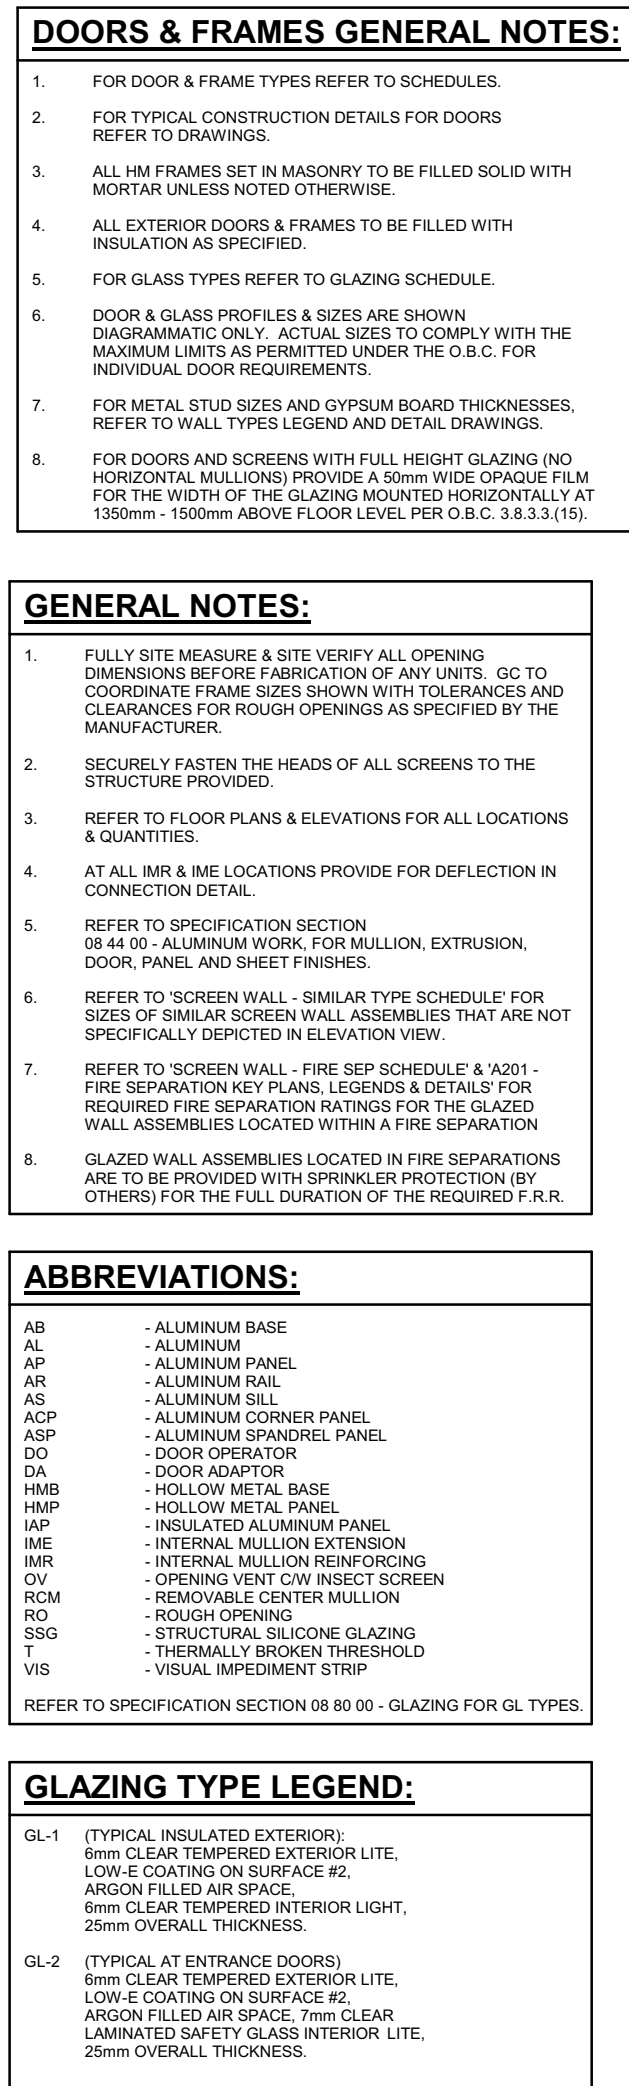 DOORS & FRAMES GENERAL NOTES:
1. FOR DOOR & FRAME TYPES REFER TO SCHEDULES.
2. FOR TYPICAL CONSTRUCTION DETAILS FOR DOORS
REFER TO DRAWINGS.
3. ALL HM FRAMES SET IN MASONRY TO BE FILLED SOLID WITH
MORTAR UNLESS NOTED OTHERWISE.
4. ALL EXTERIOR DOORS & FRAMES TO BE FILLED WITH
INSULATION AS SPECIFIED.
5. FOR GLASS TYPES REFER TO GLAZING SCHEDULE.
6. DOOR & GLASS PROFILES & SIZES ARE SHOWN
DIAGRAMMATIC ONLY. ACTUAL SIZES TO COMPLY WITH THE
MAXIMUM LIMITS AS PERMITTED UNDER THE O.B.C. FOR
INDIVIDUAL DOOR REQUIREMENTS.
7. FOR METAL STUD SIZES AND GYPSUM BOARD THICKNESSES,
REFER TO WALL TYPES LEGEND AND DETAIL DRAWINGS.
8. FOR DOORS AND SCREENS WITH FULL HEIGHT GLAZING (NO
HORIZONTAL MULLIONS) PROVIDE A 50mm WIDE OPAQUE FILM
FOR THE WIDTH OF THE GLAZING MOUNTED HORIZONTALLY AT
1350mm - 1500mm ABOVE FLOOR LEVEL PER O.B.C. 3.8.3.3.(15).
GENERAL NOTES:
1. FULLY SITE MEASURE & SITE VERIFY ALL OPENING
DIMENSIONS BEFORE FABRICATION OF ANY UNITS. GC TO
COORDINATE FRAME SIZES SHOWN WITH TOLERANCES AND
CLEARANCES FOR ROUGH OPENINGS AS SPECIFIED BY THE
MANUFACTURER.
2. SECURELY FASTEN THE HEADS OF ALL SCREENS TO THE
STRUCTURE PROVIDED.
3. REFER TO FLOOR PLANS & ELEVATIONS FOR ALL LOCATIONS
& QUANTITIES.
4. AT ALL IMR & IME LOCATIONS PROVIDE FOR DEFLECTION IN
CONNECTION DETAIL.
5. REFER TO SPECIFICATION SECTION
08 44 00 - ALUMINUM WORK, FOR MULLION, EXTRUSION,
DOOR, PANEL AND SHEET FINISHES.
6. REFER TO 'SCREEN WALL - SIMILAR TYPE SCHEDULE' FOR
SIZES OF SIMILAR SCREEN WALL ASSEMBLIES THAT ARE NOT
SPECIFICALLY DEPICTED IN ELEVATION VIEW.
7. REFER TO 'SCREEN WALL - FIRE SEP SCHEDULE' & 'A201 -
FIRE SEPARATION KEY PLANS, LEGENDS & DETAILS' FOR
REQUIRED FIRE SEPARATION RATINGS FOR THE GLAZED
WALL ASSEMBLIES LOCATED WITHIN A FIRE SEPARATION
8. GLAZED WALL ASSEMBLIES LOCATED IN FIRE SEPARATIONS
ARE TO BE PROVIDED WITH SPRINKLER PROTECTION (BY
OTHERS) FOR THE FULL DURATION OF THE REQUIRED F.R.R.
ABBREVIATIONS:
AB - ALUMINUM BASE
AL - ALUMINUM
AP - ALUMINUM PANEL
AR - ALUMINUM RAIL
AS - ALUMINUM SILL
ACP - ALUMINUM CORNER PANEL
ASP - ALUMINUM SPANDREL PANEL
DO - DOOR OPERATOR
DA - DOOR ADAPTOR
HMB - HOLLOW METAL BASE
HMP - HOLLOW METAL PANEL
IAP - INSULATED ALUMINUM PANEL
IME - INTERNAL MULLION EXTENSION
IMR - INTERNAL MULLION REINFORCING
OV - OPENING VENT C/W INSECT SCREEN
RCM - REMOVABLE CENTER MULLION
RO - ROUGH OPENING
SSG - STRUCTURAL SILICONE GLAZING
T - THERMALLY BROKEN THRESHOLD
VIS - VISUAL IMPEDIMENT STRIP
REFER TO SPECIFICATION SECTION 08 80 00 - GLAZING FOR GL TYPES.
GLAZING TYPE LEGEND:
GL-1 (TYPICAL INSULATED EXTERIOR):
6mm CLEAR TEMPERED EXTERIOR LITE,
LOW-E COATING ON SURFACE #2,
ARGON FILLED AIR SPACE,
6mm CLEAR TEMPERED INTERIOR LIGHT,
25mm OVERALL THICKNESS.
GL-2 (TYPICAL AT ENTRANCE DOORS)
6mm CLEAR TEMPERED EXTERIOR LITE,
LOW-E COATING ON SURFACE #2,
ARGON FILLED AIR SPACE, 7mm CLEAR
LAMINATED SAFETY GLASS INTERIOR LITE,
25mm OVERALL THICKNESS.